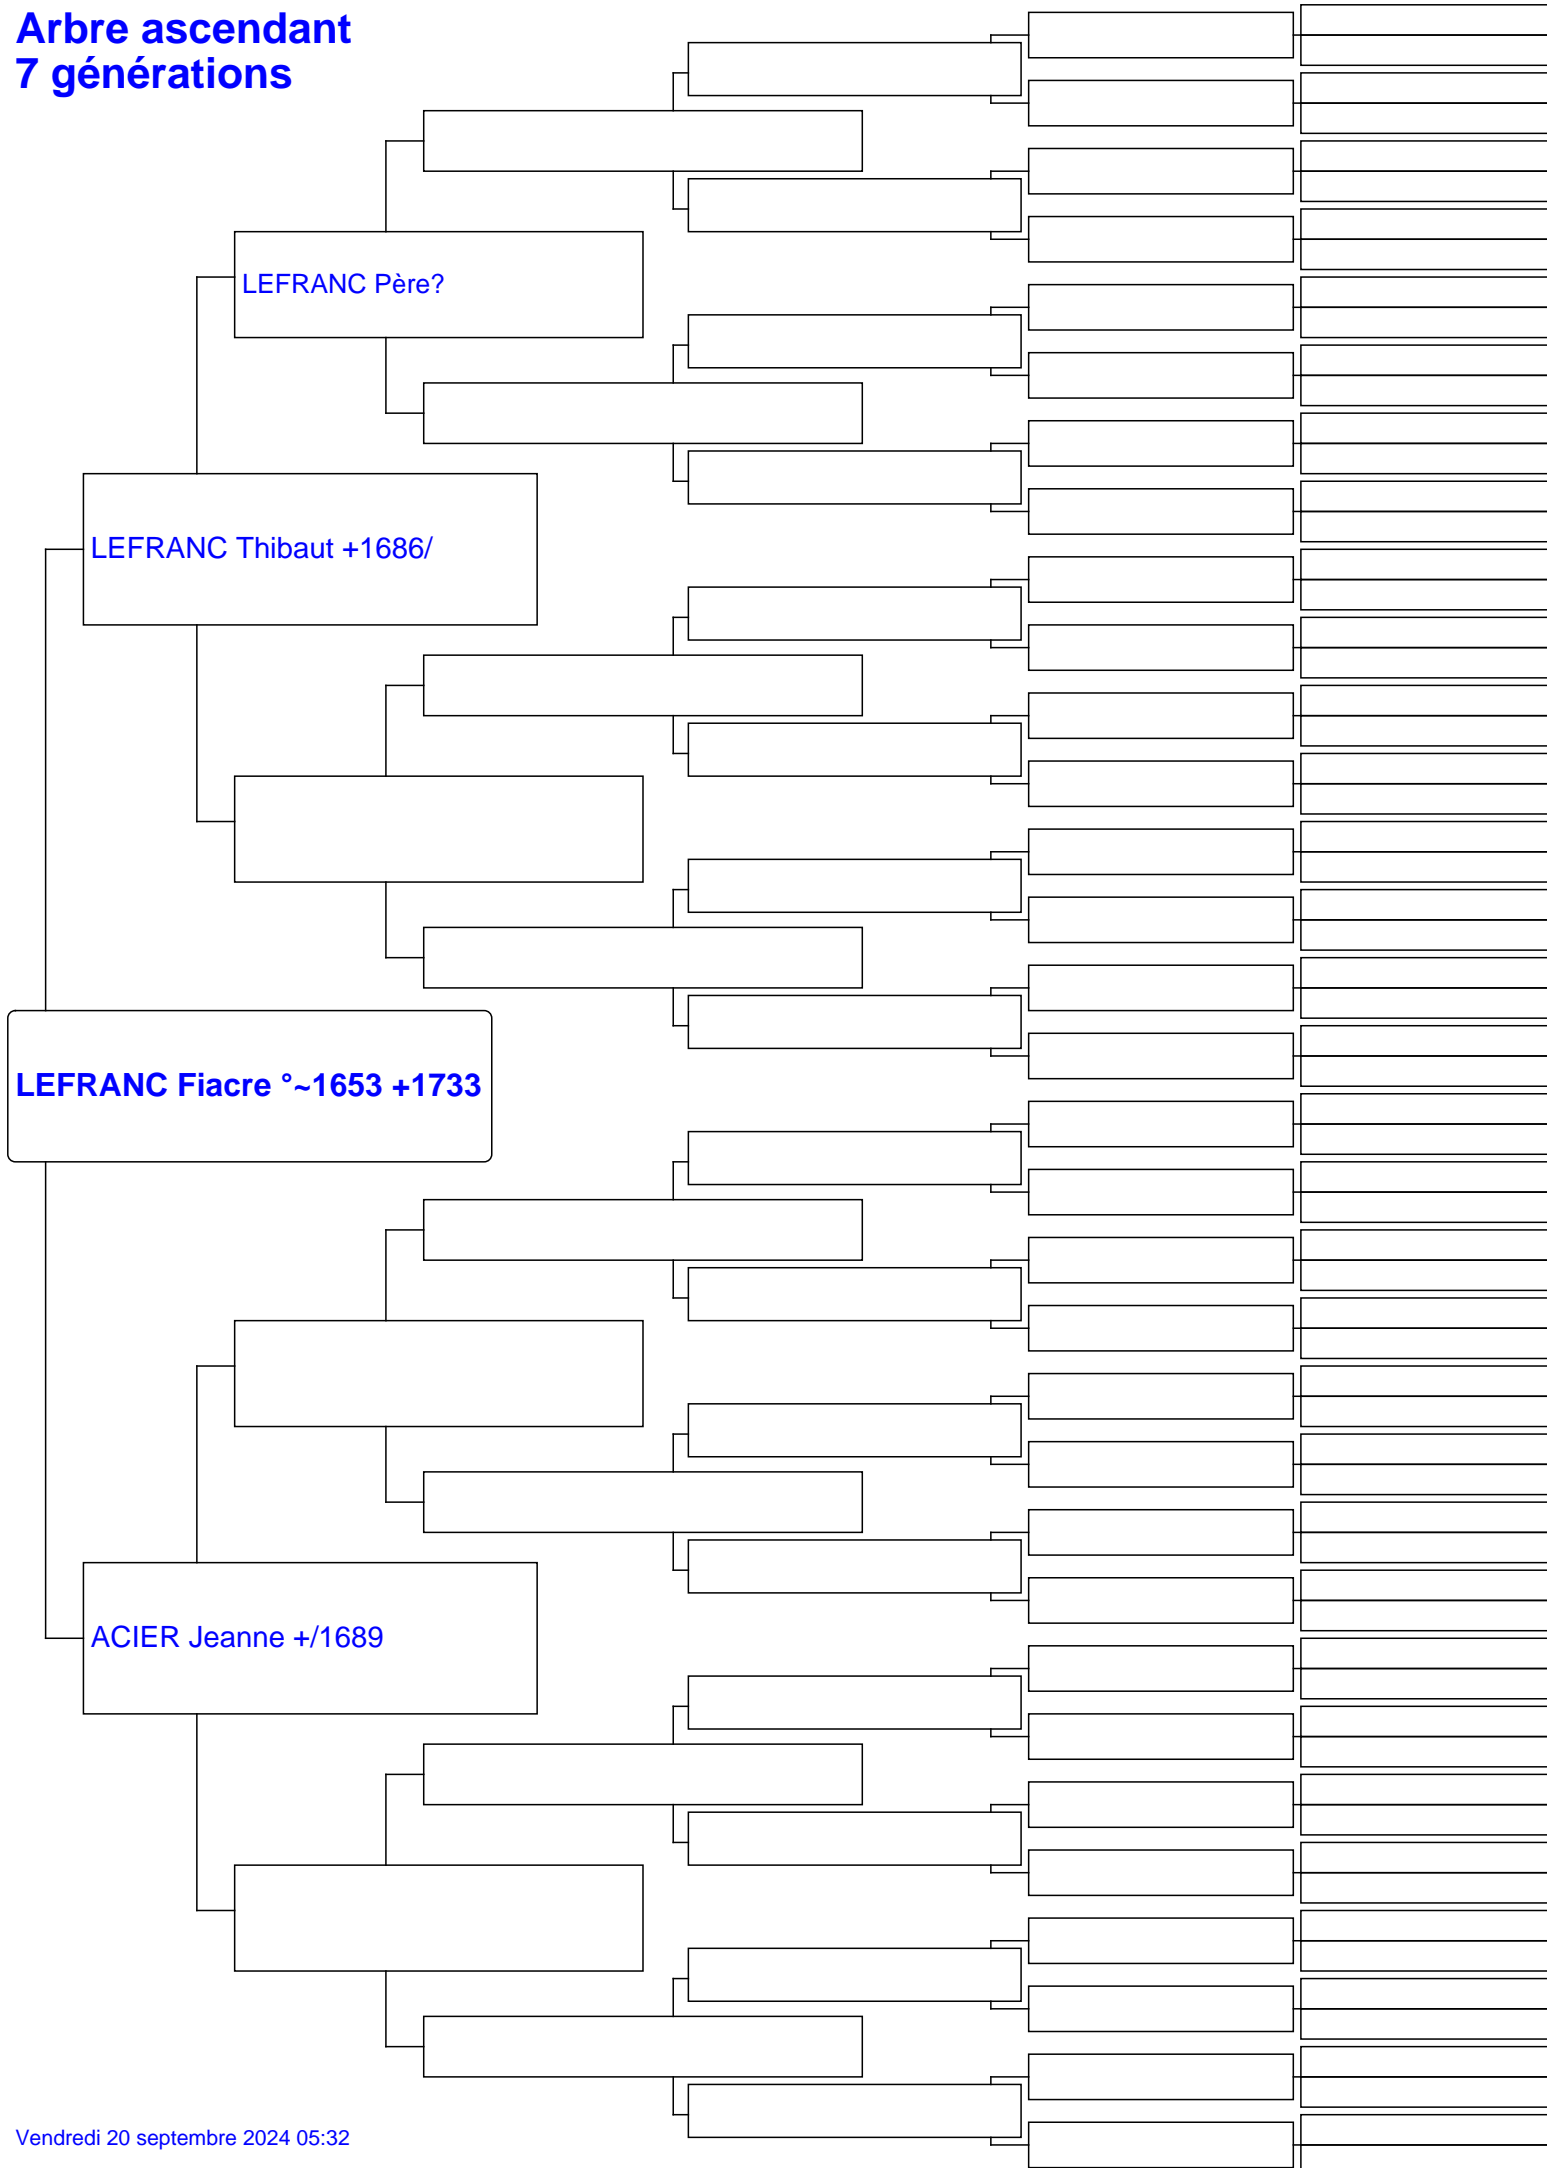 Arbre ascendant
7 générations
LEFRANC Père?
LEFRANC Thibaut +1686/
LEFRANC Fiacre °~1653 +1733
ACIER Jeanne +/1689
Vendredi 20 septembre 2024 05:32